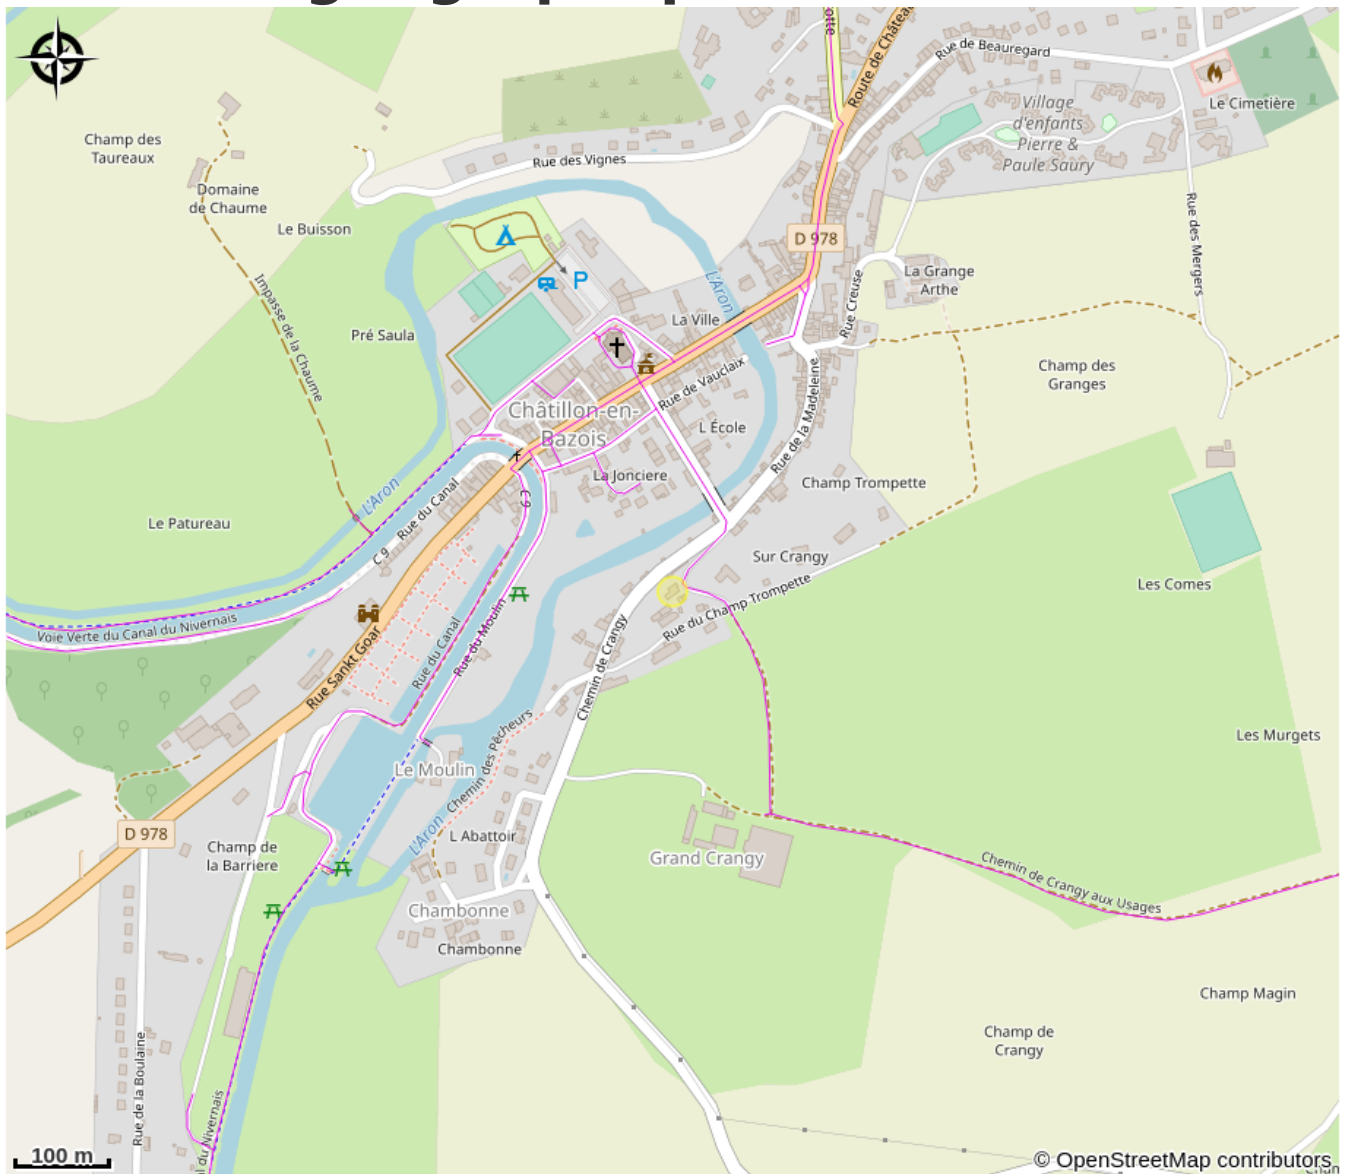 otte
Route de Château
Rue de Beauregard
Le Cimetière
Village
d'enfants
Pierre &
Paule Saury
Champ des
Taureaux
Rue des Vignes
Domaine
de Chaume
Le Buisson
Rue des Mergers
D 978
P
La Grange
Arthe
L'Aron
Rue Creuse
Impasse de la Chaume
Pré Saula
La Ville
Champ des
Granges
Rue de Vauclaix
Châtillon-en-
Bazois
L École
Rue de la Madeleine
La Jonciere
Champ Trompette
L'Aron
Rue du Canal
C 9
Le Patureau
C 9
Sur Crangy
Les Comes
Rue du Champ Trompette
Voie Verte du Canal du Nivernais
Rue Sankt Goar
Rue du Canal
Rue du Moulin
Chemin de Crangy
Les Murgets
Chemin des Pêcheurs
Le Moulin
D 978
L'Aron
L Abattoir
Champ de
la Barriere
Grand Crangy
Chemin de Crangy aux Usages
Chambonne
Chambonne
Champ Magin
Champ de
Crangy
Rue de la Boulaine
l du Nivernais
100 m
© OpenStreetMap contributors